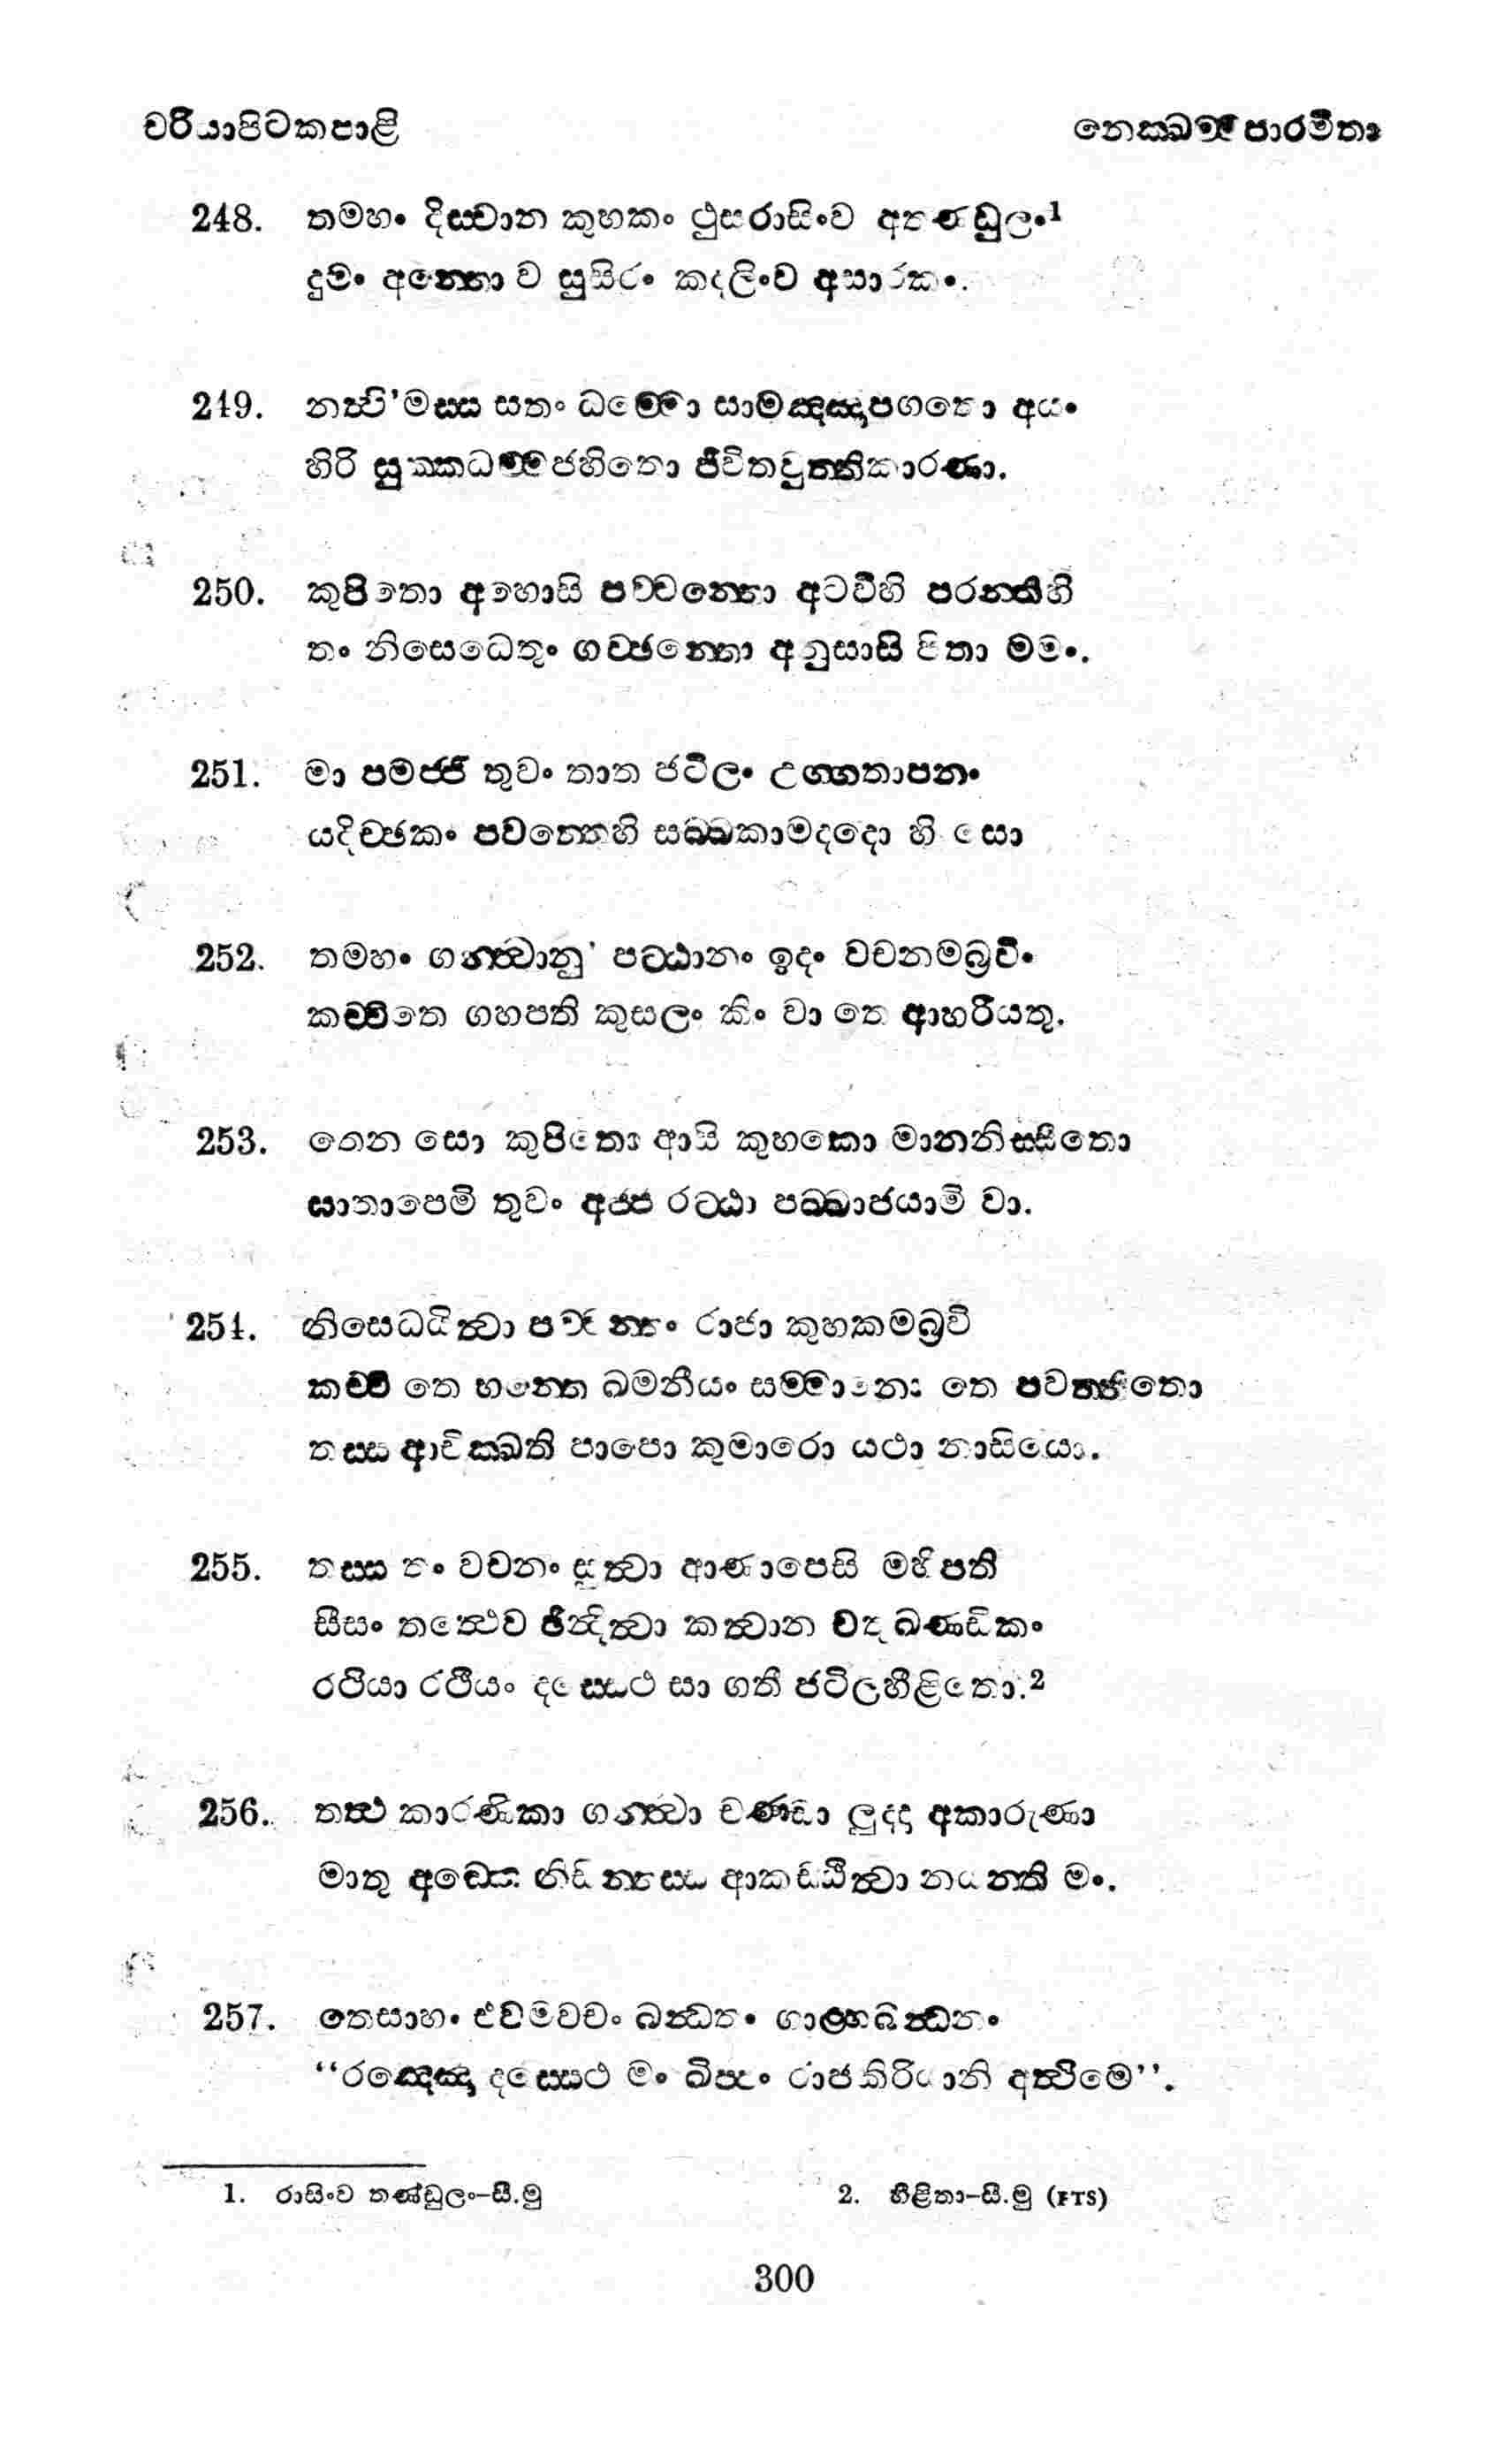 චරියාපිටකපාළි
නෙක්ඛම්මපාරමිතා
248. තමහං දිස්වාන කුහකං ථුසරාසිංව අතණ්ඩුලං1
දුමං අන්තො ව සුසිරං කදලිංව අසාරකං.
249. නත්ථි'මස්ස සතං ධම්මො සාමඤ්ඤාපගතො අයං
හිරි සුක්කධම්මජහිතො ජීවිතවුත්තිකාරණා.
250. කුපිතො අහොසි පච්චන්තො අටවීහි පරන්තිහි
තං නිසෙධෙතුං ගච්ඡන්තො අනුසාසි පිතා මමං.
251. මා පමජ්ජි තුවං තාත ජටිලං උග්ගතාපනං
යදිච්ඡකං පවත්තෙහි සබ්බකාමදදො හි සො
252. තමහං ගන්ත්වානු' පට්ඨානං ඉදං වචනමබ්‍රවිං
කච්චි තෙ ගහපති කුසලං කිං වා තෙ ආහරීයතු.
253. තෙන සො කුපිතො ආසි කුහකො මානනිස්සිතො
ඝාතාපෙමි තුවං අජ්ජ රට්ඨා පබ්බාජයාමි වා.
254. නිසෙධයිත්වා පච්චන්තං රාජා කුහකමබ්‍රවි
කච්චි තෙ භන්තෙ ඛමනීයං සම්මානො තෙ පවත්තිතො
තස්ස ආචික්ඛති පාපො කුමාරො යථා නාසියො.
255. තස්ස තං වචනං සුත්වා ආණාපෙසි මහීපති
සීසං තත්ථෙව ඡින්දිත්වා කත්වාන චතුඛණ්ඩිකං
රථියා රථියං දස්සෙථ සා ගති ජටිලහීළිතො.2
256. තත්ථ කාරණිකා ගන්ත්වා චණ්ඩා ලුද්දා අකාරුණා
මාතු අඞ්කෙ නිසින්නස්ස ආකඩ්ඪිත්වා නයන්ති මං.
257. තෙසාහං එවමවචං බන්ධතං ගාළ්හබන්ධනං
“රඤ්ඤො දස්සෙථ මං ඛිප්පං රාජකිරියානි අත්ථිමෙ”.
1. රාසිංව තණ්ඩුලං-සී.මු
2. හීළිතා-සී.මු (PTS)
300